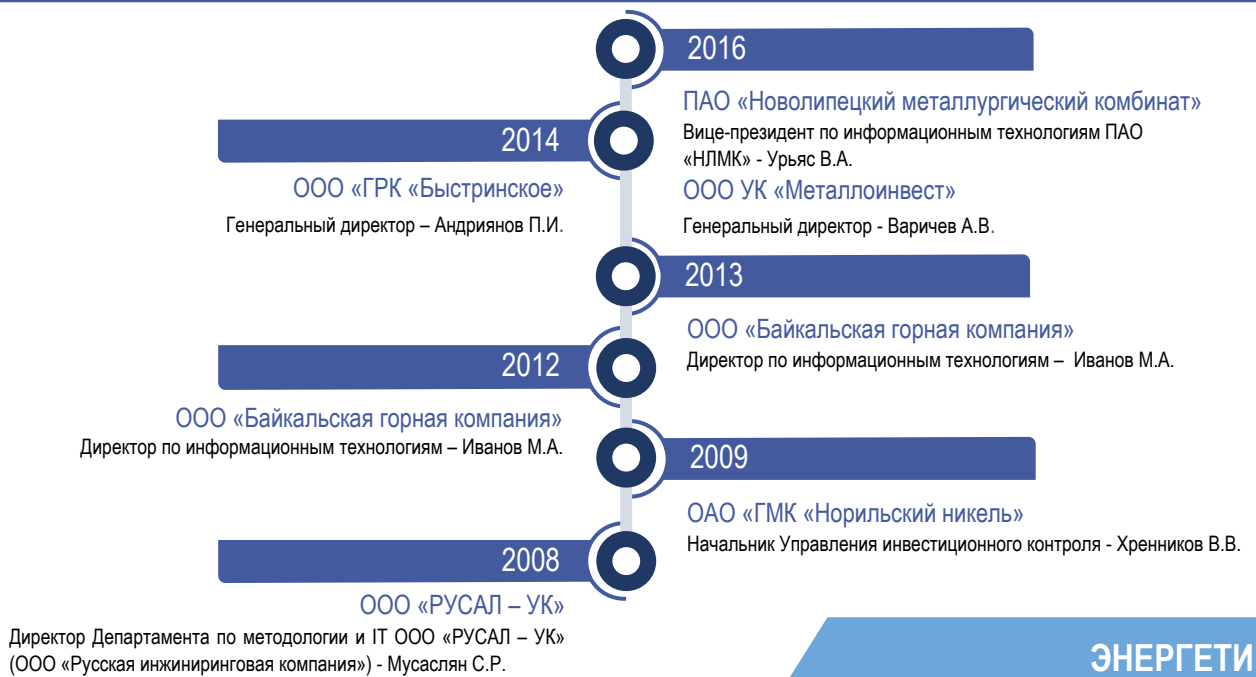 2016
ПАО «Новолипецкий металлургический комбинат»
Вице-президент по информационным технологиям ПАО
«НЛМК» - Урьяс В.А.
ООО УК «Металлоинвест»
Генеральный директор - Варичев А.В.
2014
ООО «ГРК «Быстринское»
Генеральный директор – Андриянов П.И.
2013
ООО «Байкальская горная компания»
Директор по информационным технологиям – Иванов М.А.
2012
ООО «Байкальская горная компания»
Директор по информационным технологиям – Иванов М.А.
2009
ОАО «ГМК «Норильский никель»
Начальник Управления инвестиционного контроля - Хренников В.В.
2008
ООО «РУСАЛ – УК»
Директор Департамента по методологии и IT ООО «РУСАЛ – УК»
(ООО «Русская инжиниринговая компания») - Мусаслян С.Р.
ЭНЕРГЕТИ